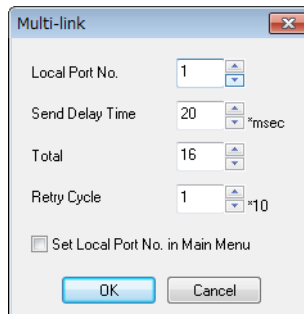 Multi-link
Local Port No. 1
Send Delay Time 20 *msec
Total 16
Retry Cycle 1 *10
Set Local Port No. in Main Menu
OK Cancel